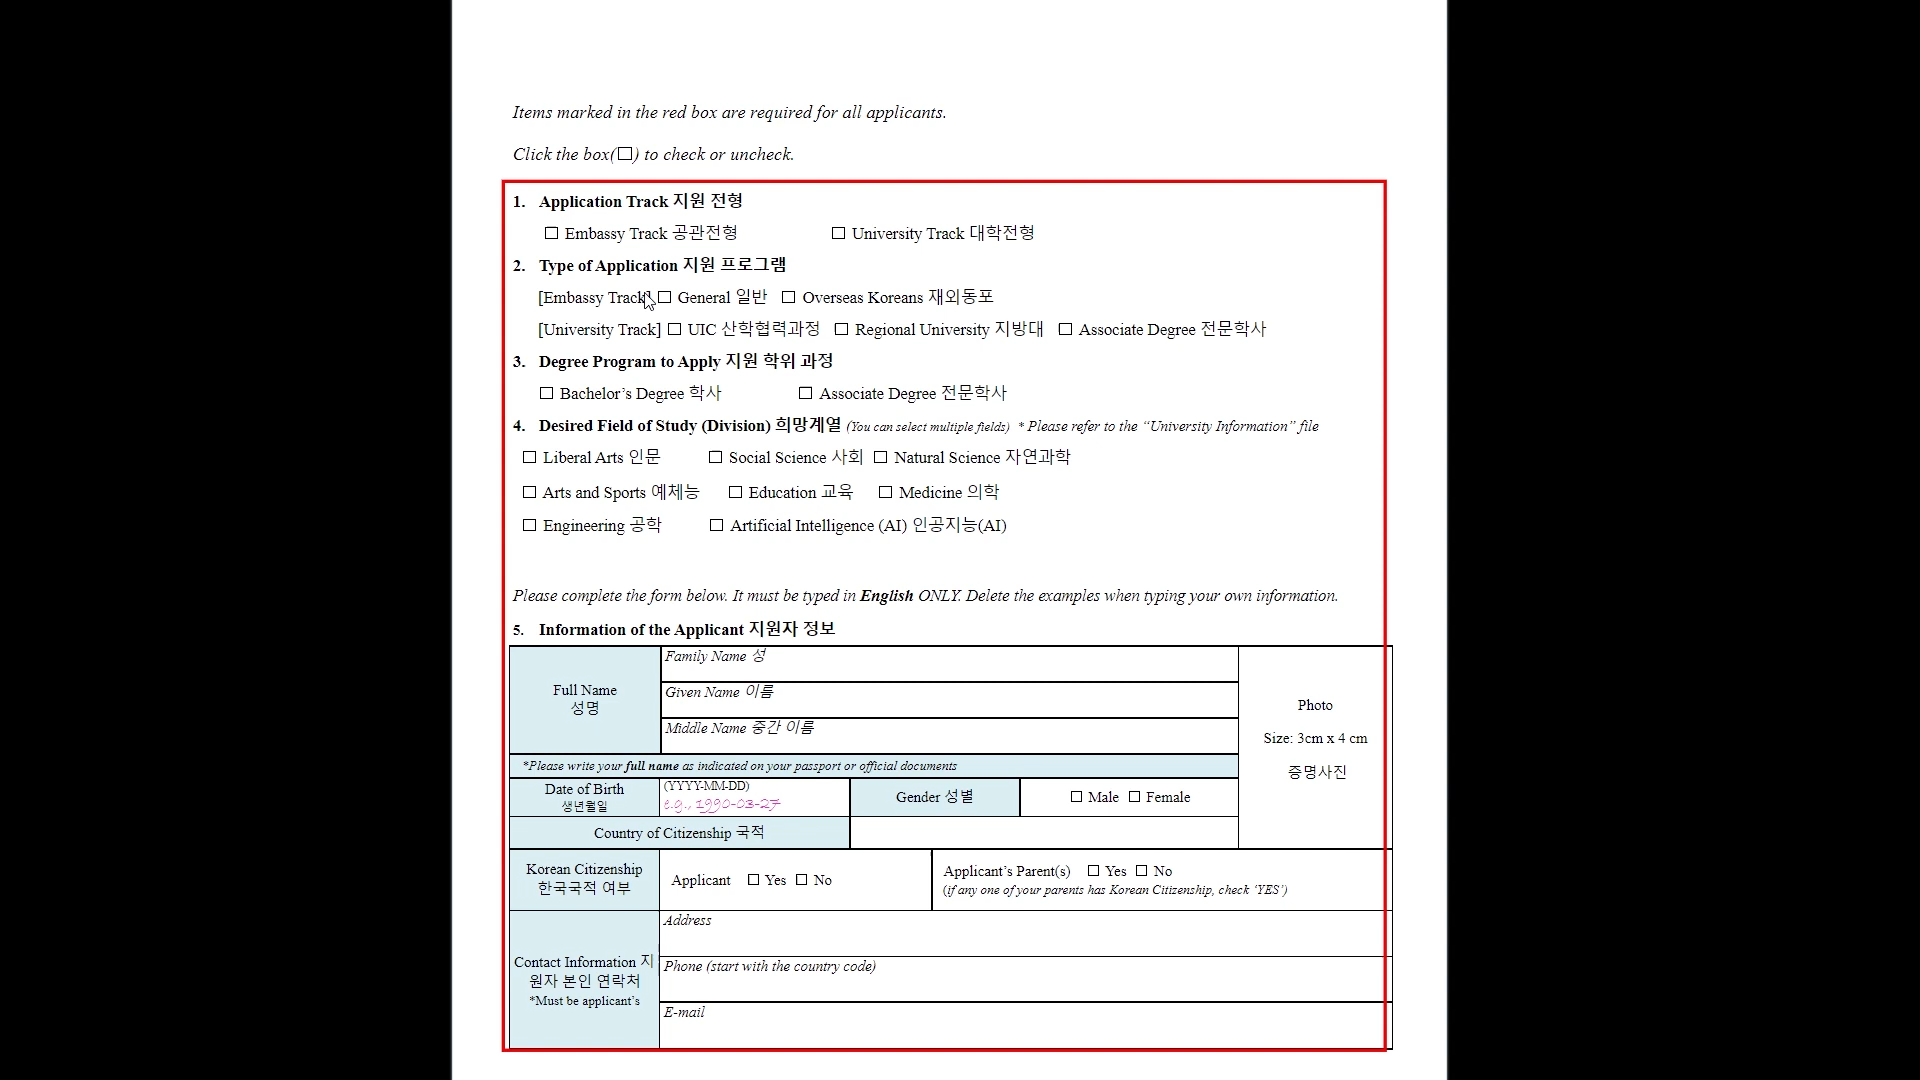 Items marked in the red box are required for all applicants.
Click the box(☐) to check or uncheck.
1. Application Track 지원 전형
☐ Embassy Track 공관전형 ☐ University Track 대학전형
2. Type of Application 지원 프로그램
[Embassy Track] ☐ General 일반 ☐ Overseas Koreans 재외동포
[University Track] ☐ UIC 산학협력과정 ☐ Regional University 지방대 ☐ Associate Degree 전문학사
3. Degree Program to Apply 지원 학위 과정
☐ Bachelor’s Degree 학사 ☐ Associate Degree 전문학사
4. Desired Field of Study (Division) 희망계열 (You can select multiple fields) * Please refer to the “University Information” file
☐ Liberal Arts 인문 ☐ Social Science 사회 ☐ Natural Science 자연과학
☐ Arts and Sports 예체능 ☐ Education 교육 ☐ Medicine 의학
☐ Engineering 공학 ☐ Artificial Intelligence (AI) 인공지능(AI)
Please complete the form below. It must be typed in English ONLY. Delete the examples when typing your own information.
5. Information of the Applicant 지원자 정보
Full Name
성명
Family Name 성
Given Name 이름
Middle Name 중간 이름
Photo
Size: 3cm x 4 cm
증명사진
*Please write your full name as indicated on your passport or official documents
Date of Birth
생년월일
(YYYY-MM-DD)
e.g., 1990-03-27
Gender 성별
☐ Male ☐ Female
Country of Citizenship 국적
Korean Citizenship
한국국적 여부
Applicant ☐ Yes ☐ No
Applicant’s Parent(s) ☐ Yes ☐ No
(if any one of your parents has Korean Citizenship, check ‘YES’)
Contact Information 지
원자 본인 연락처
*Must be applicant’s
Address
Phone (start with the country code)
E-mail